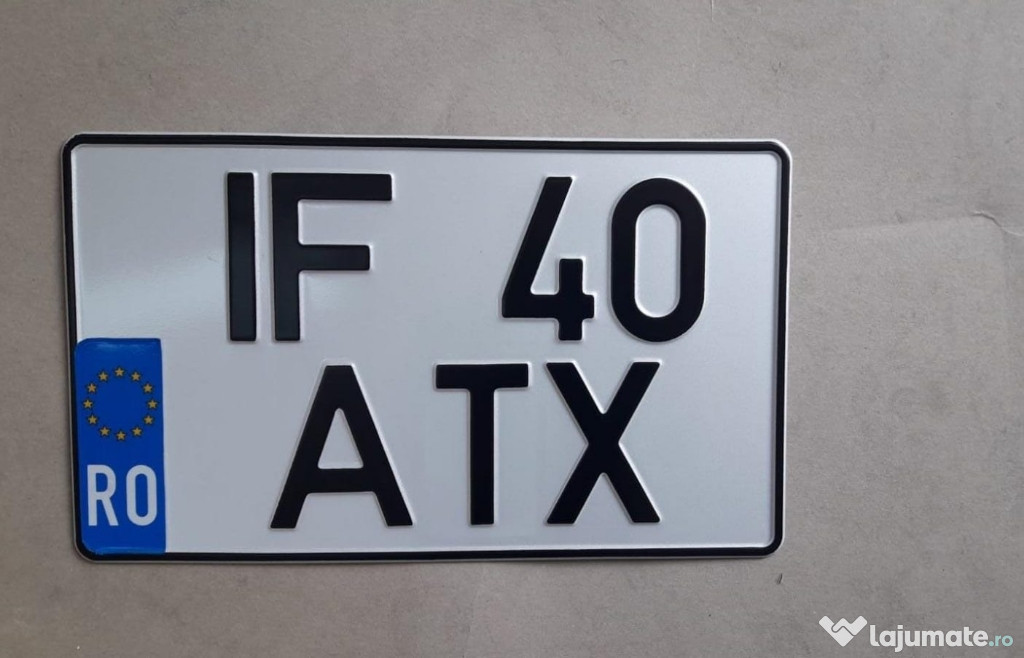 IF 40
ATX
RO
lajumate.ro